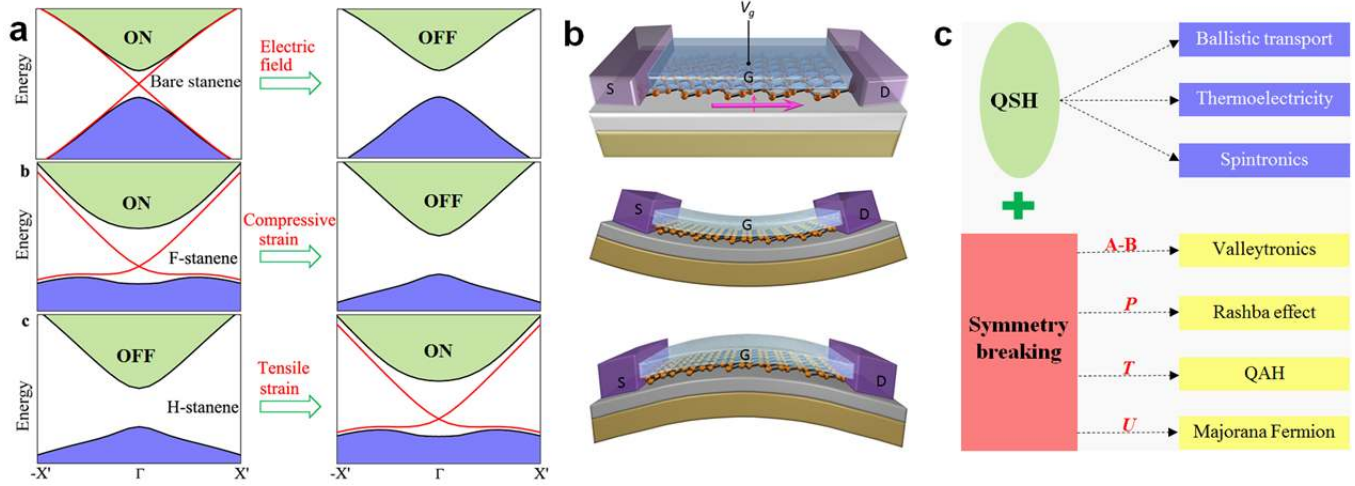 a
Energy
ON
Bare stanene
Electric
field
OFF
b
Energy
ON
F-stanene
Compressive
strain
OFF
c
Energy
OFF
H-stanene
Tensile
strain
ON
-X'
Γ
X'
-X'
Γ
X'
b
Vg
S
G
D
S
G
D
S
G
D
c
QSH
Ballistic transport
Thermoelectricity
Spintronics
Symmetry
breaking
A-B
Valleytronics
P
Rashba effect
T
QAH
U
Majorana Fermion